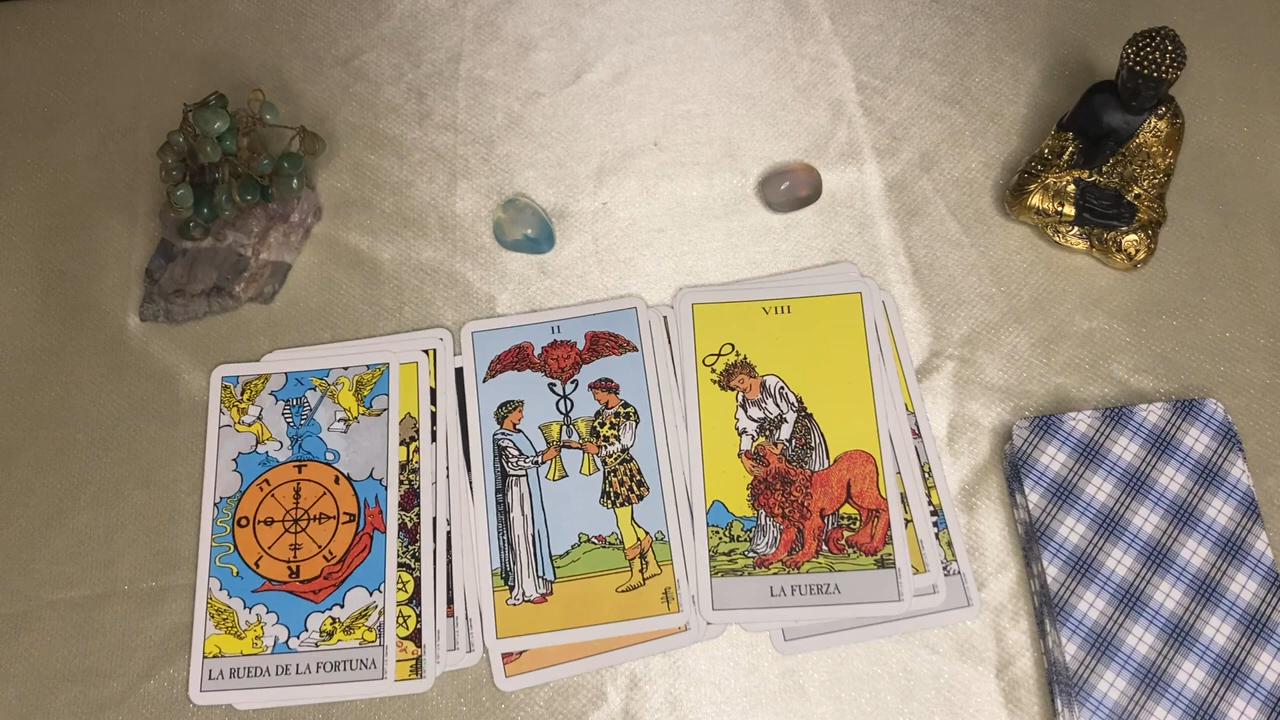 X
LA RUEDA DE LA FORTUNA
II
VIII
LA FUERZA